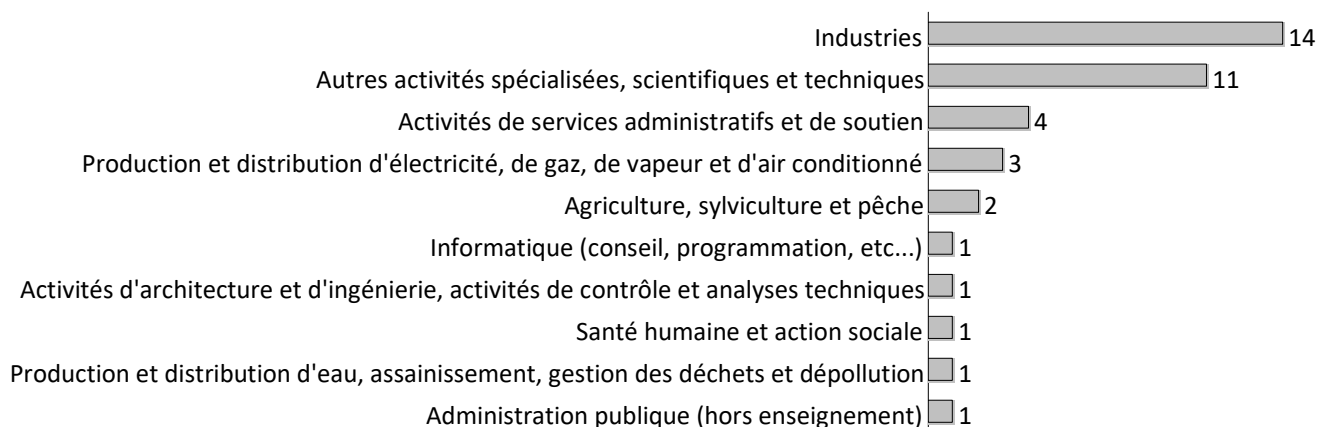 Industries 14
Autres activités spécialisées, scientifiques et techniques 11
Activités de services administratifs et de soutien 4
Production et distribution d'électricité, de gaz, de vapeur et d'air conditionné 3
Agriculture, sylviculture et pêche 2
Informatique (conseil, programmation, etc...) 1
Activités d'architecture et d'ingénierie, activités de contrôle et analyses techniques 1
Santé humaine et action sociale 1
Production et distribution d'eau, assainissement, gestion des déchets et dépollution 1
Administration publique (hors enseignement) 1